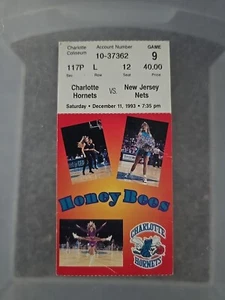 Charlotte Coliseum Account Number GAME
10-37362 9
117P L 12 40.00
Sec. Row Seat Price
Charlotte Hornets VS. New Jersey Nets
Saturday • December 11, 1993 • 7:35 pm
Honey Bees
CHARLOTTE
HORNETS